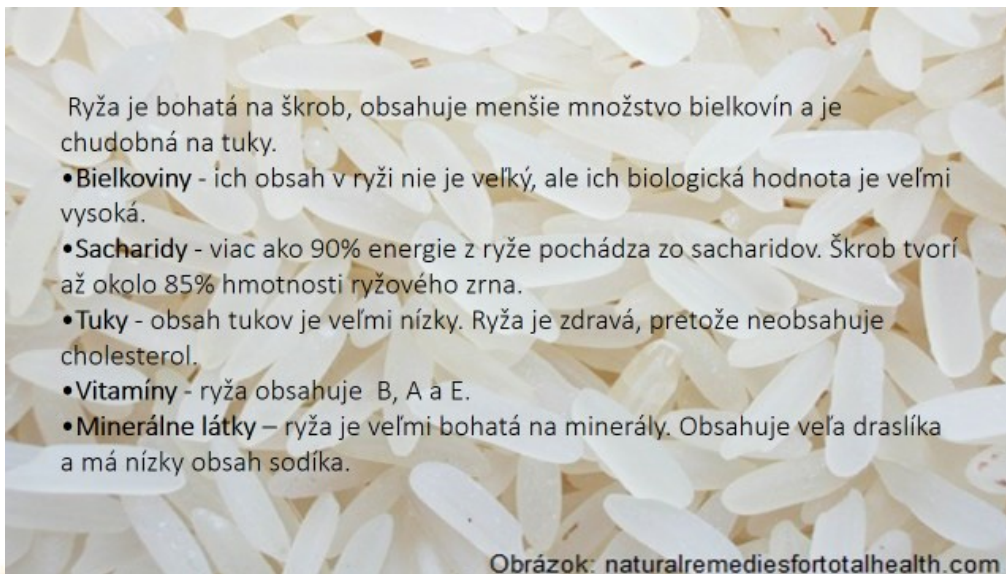 Ryža je bohatá na škrob, obsahuje menšie množstvo bielkovín a je
chudobná na tuky.
•Bielkoviny - ich obsah v ryži nie je veľký, ale ich biologická hodnota je veľmi
vysoká.
•Sacharidy - viac ako 90% energie z ryže pochádza zo sacharidov. Škrob tvorí
až okolo 85% hmotnosti ryžového zrna.
•Tuky - obsah tukov je veľmi nízky. Ryža je zdravá, pretože neobsahuje
cholesterol.
•Vitamíny - ryža obsahuje  B, A a E.
•Minerálne látky – ryža je veľmi bohatá na minerály. Obsahuje veľa draslíka
a má nízky obsah sodíka.
Obrázok: naturalremediesfortotalhealth.com